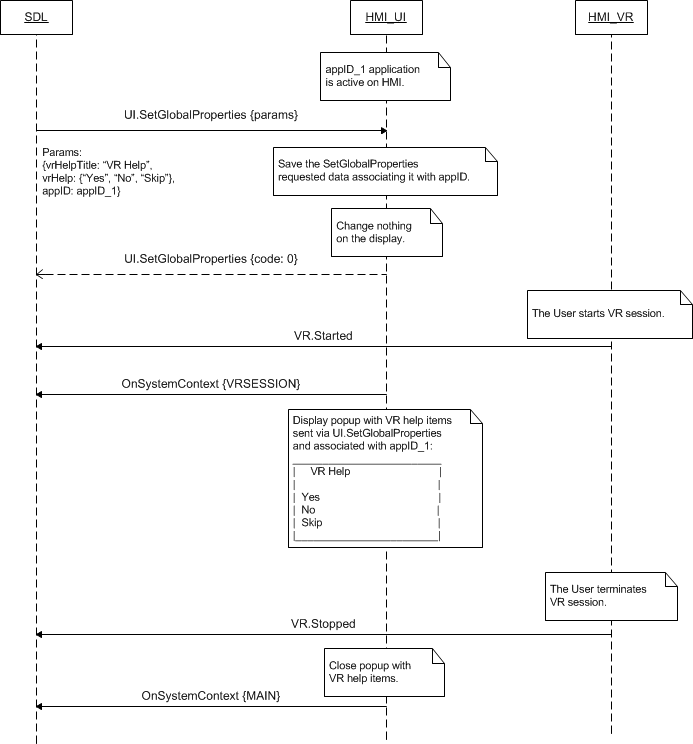 SDL
HMI_UI
HMI_VR
appID_1 application
is active on HMI.
UI.SetGlobalProperties {params}
Params:
{vrHelpTitle: “VR Help”,
vrHelp: {“Yes”, “No”, “Skip”},
appID: appID_1}
Save the SetGlobalProperties
requested data associating it with appID.
Change nothing
on the display.
UI.SetGlobalProperties {code: 0}
The User starts VR session.
VR.Started
OnSystemContext {VRSESSION}
Display popup with VR help items
sent via UI.SetGlobalProperties
and associated with appID_1:
VR Help
Yes
No
Skip
The User terminates
VR session.
VR.Stopped
Close popup with
VR help items.
OnSystemContext {MAIN}